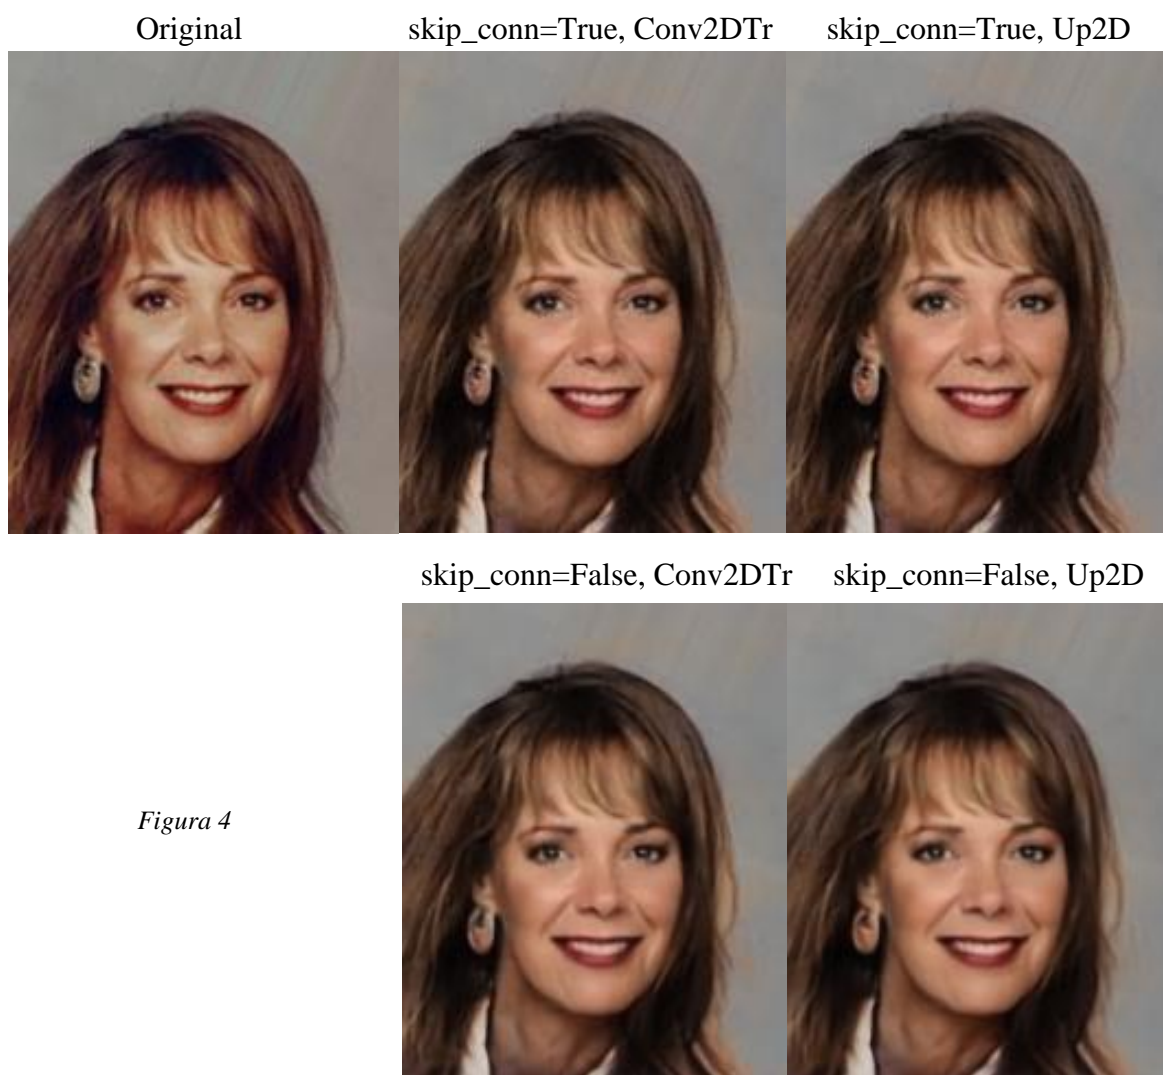 Original
skip_conn=True, Conv2DTr
skip_conn=True, Up2D
skip_conn=False, Conv2DTr
skip_conn=False, Up2D
Figura 4